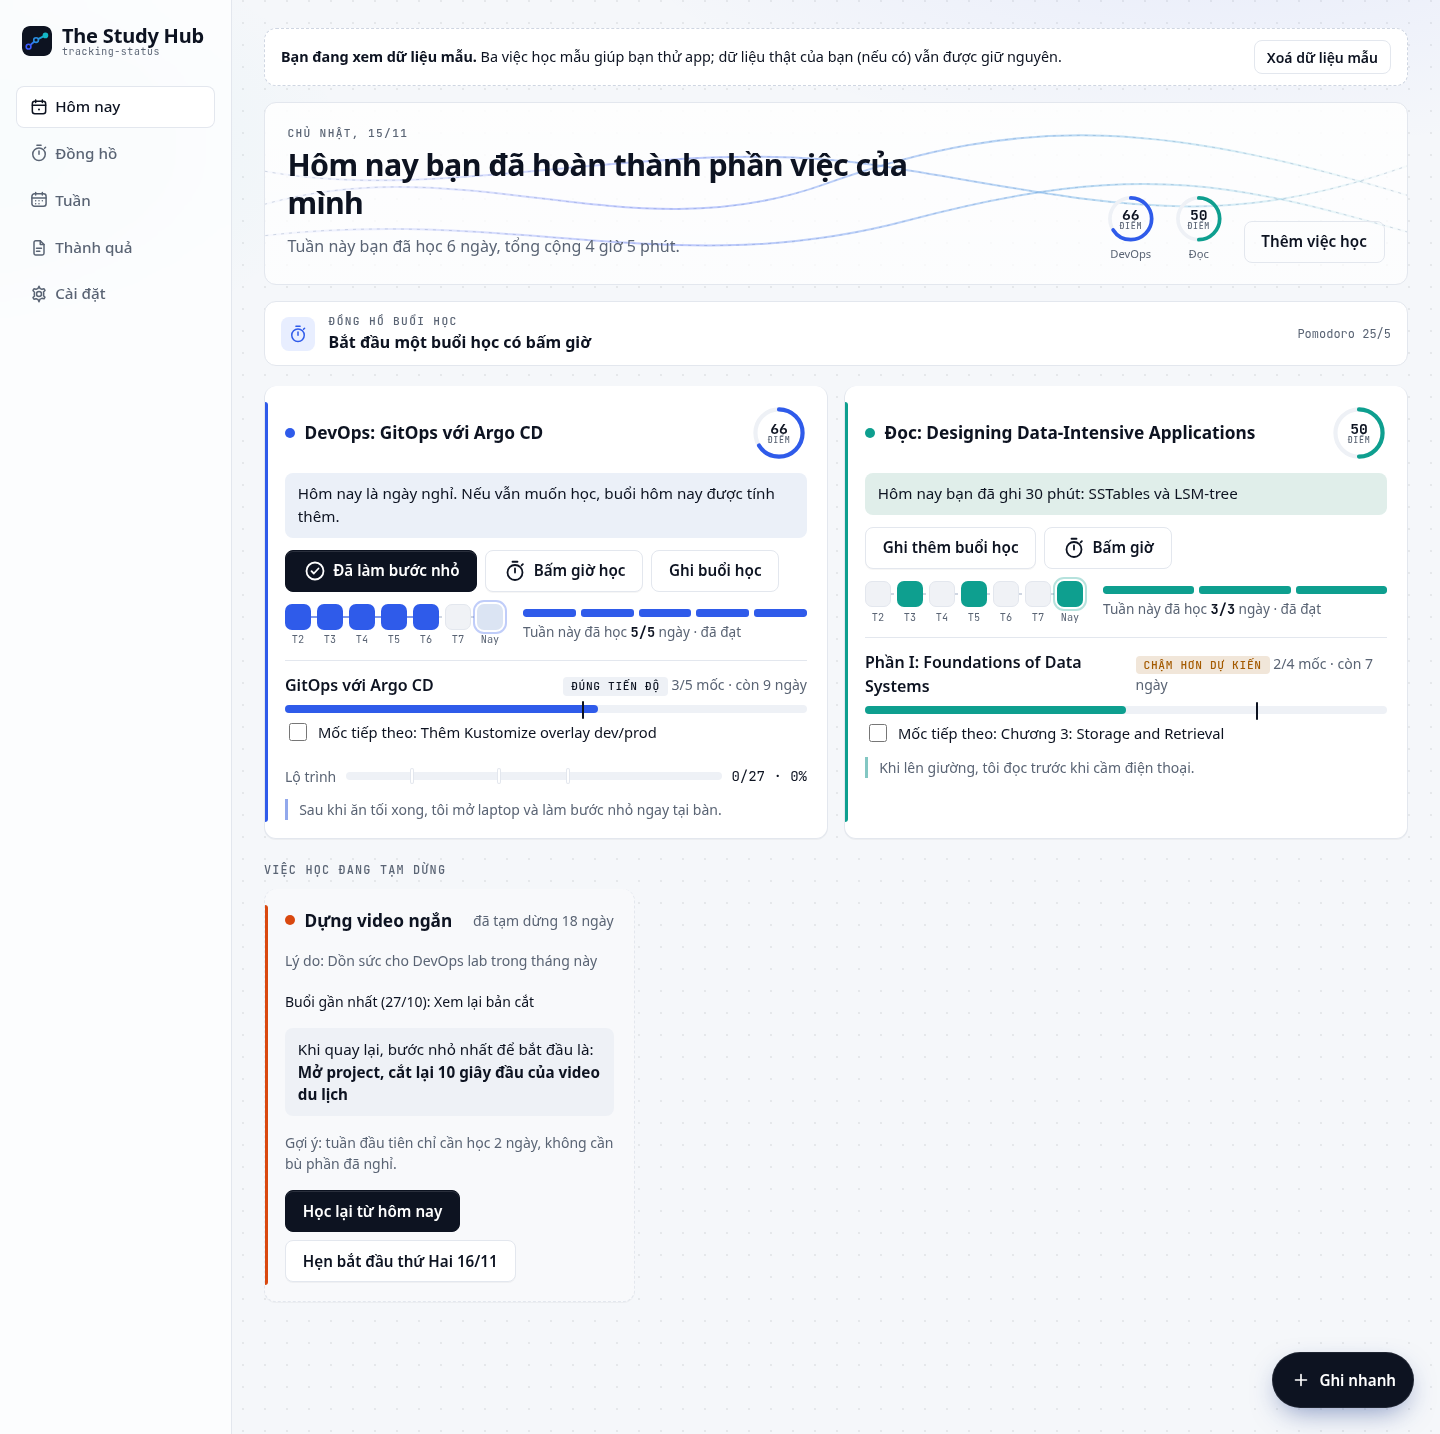 The Study Hub
tracking-status
Hôm nay
Đồng hồ
Tuần
Thành quả
Cài đặt
Bạn đang xem dữ liệu mẫu. Ba việc học mẫu giúp bạn thử app; dữ liệu thật của bạn (nếu có) vẫn được giữ nguyên.
Xoá dữ liệu mẫu
CHỦ NHẬT, 15/11
Hôm nay bạn đã hoàn thành phần việc của
mình
Tuần này bạn đã học 6 ngày, tổng cộng 4 giờ 5 phút.
66
ĐIỂM
DevOps
50
ĐIỂM
Đọc
Thêm việc học
ĐỒNG HỒ BUỔI HỌC
Bắt đầu một buổi học có bấm giờ
Pomodoro 25/5
DevOps: GitOps với Argo CD
66
ĐIỂM
Hôm nay là ngày nghỉ. Nếu vẫn muốn học, buổi hôm nay được tính
thêm.
Đã làm bước nhỏ
Bấm giờ học
Ghi buổi học
T2 T3 T4 T5 T6 T7 Nay
Tuần này đã học 5/5 ngày · đã đạt
GitOps với Argo CD
ĐÚNG TIẾN ĐỘ 3/5 mốc · còn 9 ngày
Mốc tiếp theo: Thêm Kustomize overlay dev/prod
Lộ trình
0/27 · 0%
Sau khi ăn tối xong, tôi mở laptop và làm bước nhỏ ngay tại bàn.
Đọc: Designing Data-Intensive Applications
50
ĐIỂM
Hôm nay bạn đã ghi 30 phút: SSTables và LSM-tree
Ghi thêm buổi học
Bấm giờ
T2 T3 T4 T5 T6 T7 Nay
Tuần này đã học 3/3 ngày · đã đạt
Phần I: Foundations of Data
Systems
CHẬM HƠN DỰ KIẾN 2/4 mốc · còn 7
ngày
Mốc tiếp theo: Chương 3: Storage and Retrieval
Khi lên giường, tôi đọc trước khi cầm điện thoại.
VIỆC HỌC ĐANG TẠM DỪNG
Dựng video ngắn
đã tạm dừng 18 ngày
Lý do: Dồn sức cho DevOps lab trong tháng này
Buổi gần nhất (27/10): Xem lại bản cắt
Khi quay lại, bước nhỏ nhất để bắt đầu là:
Mở project, cắt lại 10 giây đầu của video
du lịch
Gợi ý: tuần đầu tiên chỉ cần học 2 ngày, không cần
bù phần đã nghỉ.
Học lại từ hôm nay
Hẹn bắt đầu thứ Hai 16/11
Ghi nhanh